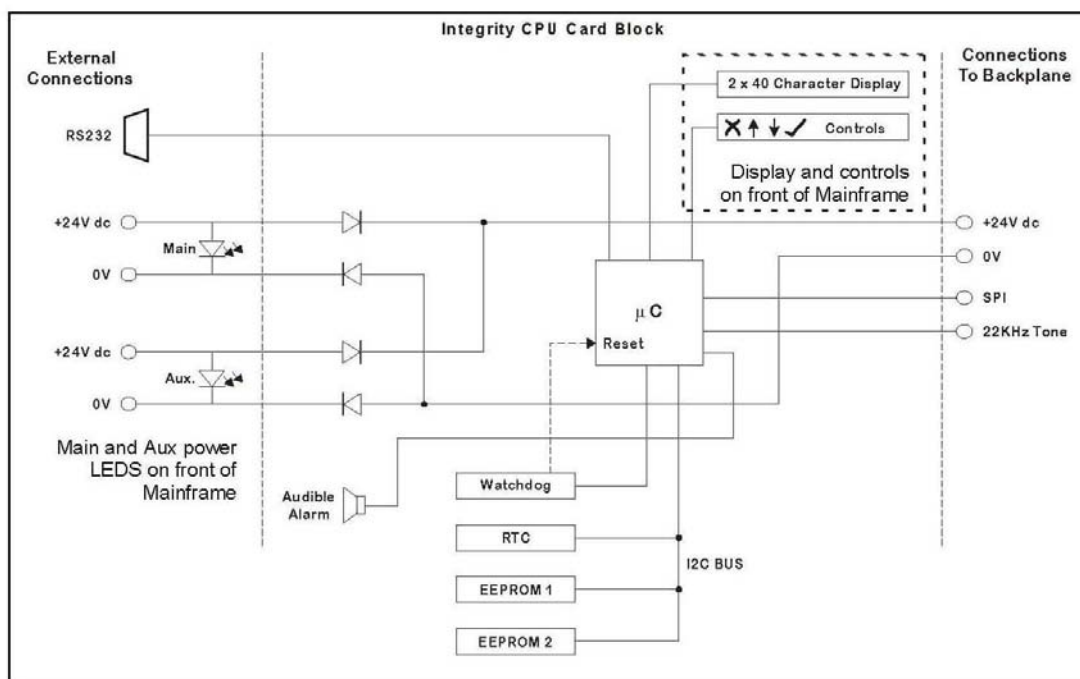 Integrity CPU Card Block
External
Connections
Connections
To Backplane
2 x 40 Character Display
Controls
Display and controls
on front of Mainframe
RS232
+24V dc
Main
0V
+24V dc
Aux.
0V
Main and Aux power
LEDS on front of
Mainframe
+24V dc
0V
SPI
22KHz Tone
μC
Reset
Audible
Alarm
Watchdog
RTC
EEPROM 1
EEPROM 2
I2C BUS